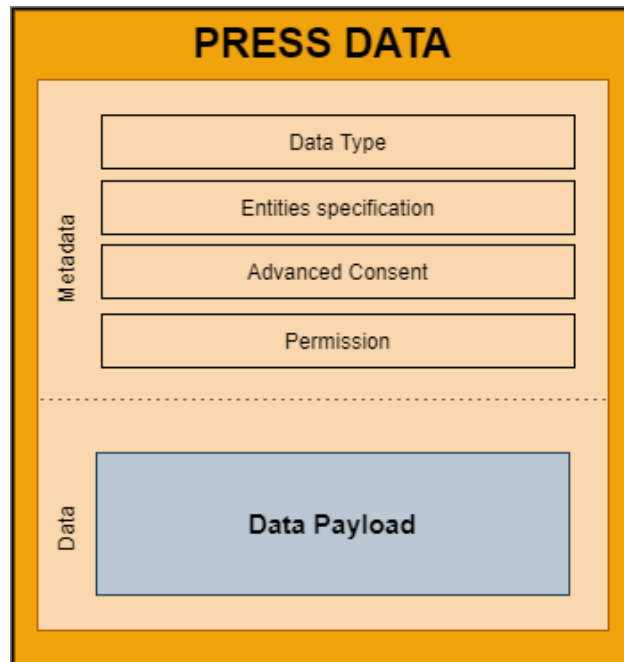 PRESS DATA
Metadata
Data Type
Entities specification
Advanced Consent
Permission
Data
Data Payload